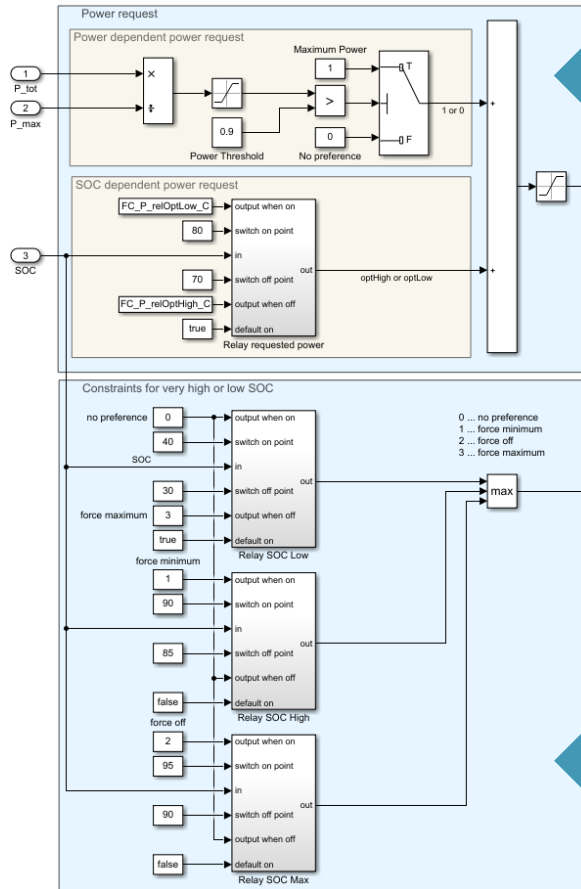 Power request
Power dependent power request
1
P_tot
2
P_max
×
÷
0.9
Power Threshold
Maximum Power
1
>
0
No preference
T
F
1 or 0
+
SOC dependent power request
FC_P_relOptLow_C
80
70
FC_P_relOptHigh_C
true
output when on
switch on point
in
switch off point
output when off
default on
out
Relay requested power
optHigh or optLow
+
3
SOC
Constraints for very high or low SOC
no preference
0
40
SOC
30
force maximum
3
true
output when on
switch on point
in
switch off point
output when off
default on
out
Relay SOC Low
0 ... no preference
1 ... force minimum
2 ... force off
3 ... force maximum
max
force minimum
1
90
85
false
output when on
switch on point
in
switch off point
output when off
default on
out
Relay SOC High
force off
2
95
90
false
output when on
switch on point
in
switch off point
output when off
default on
out
Relay SOC Max